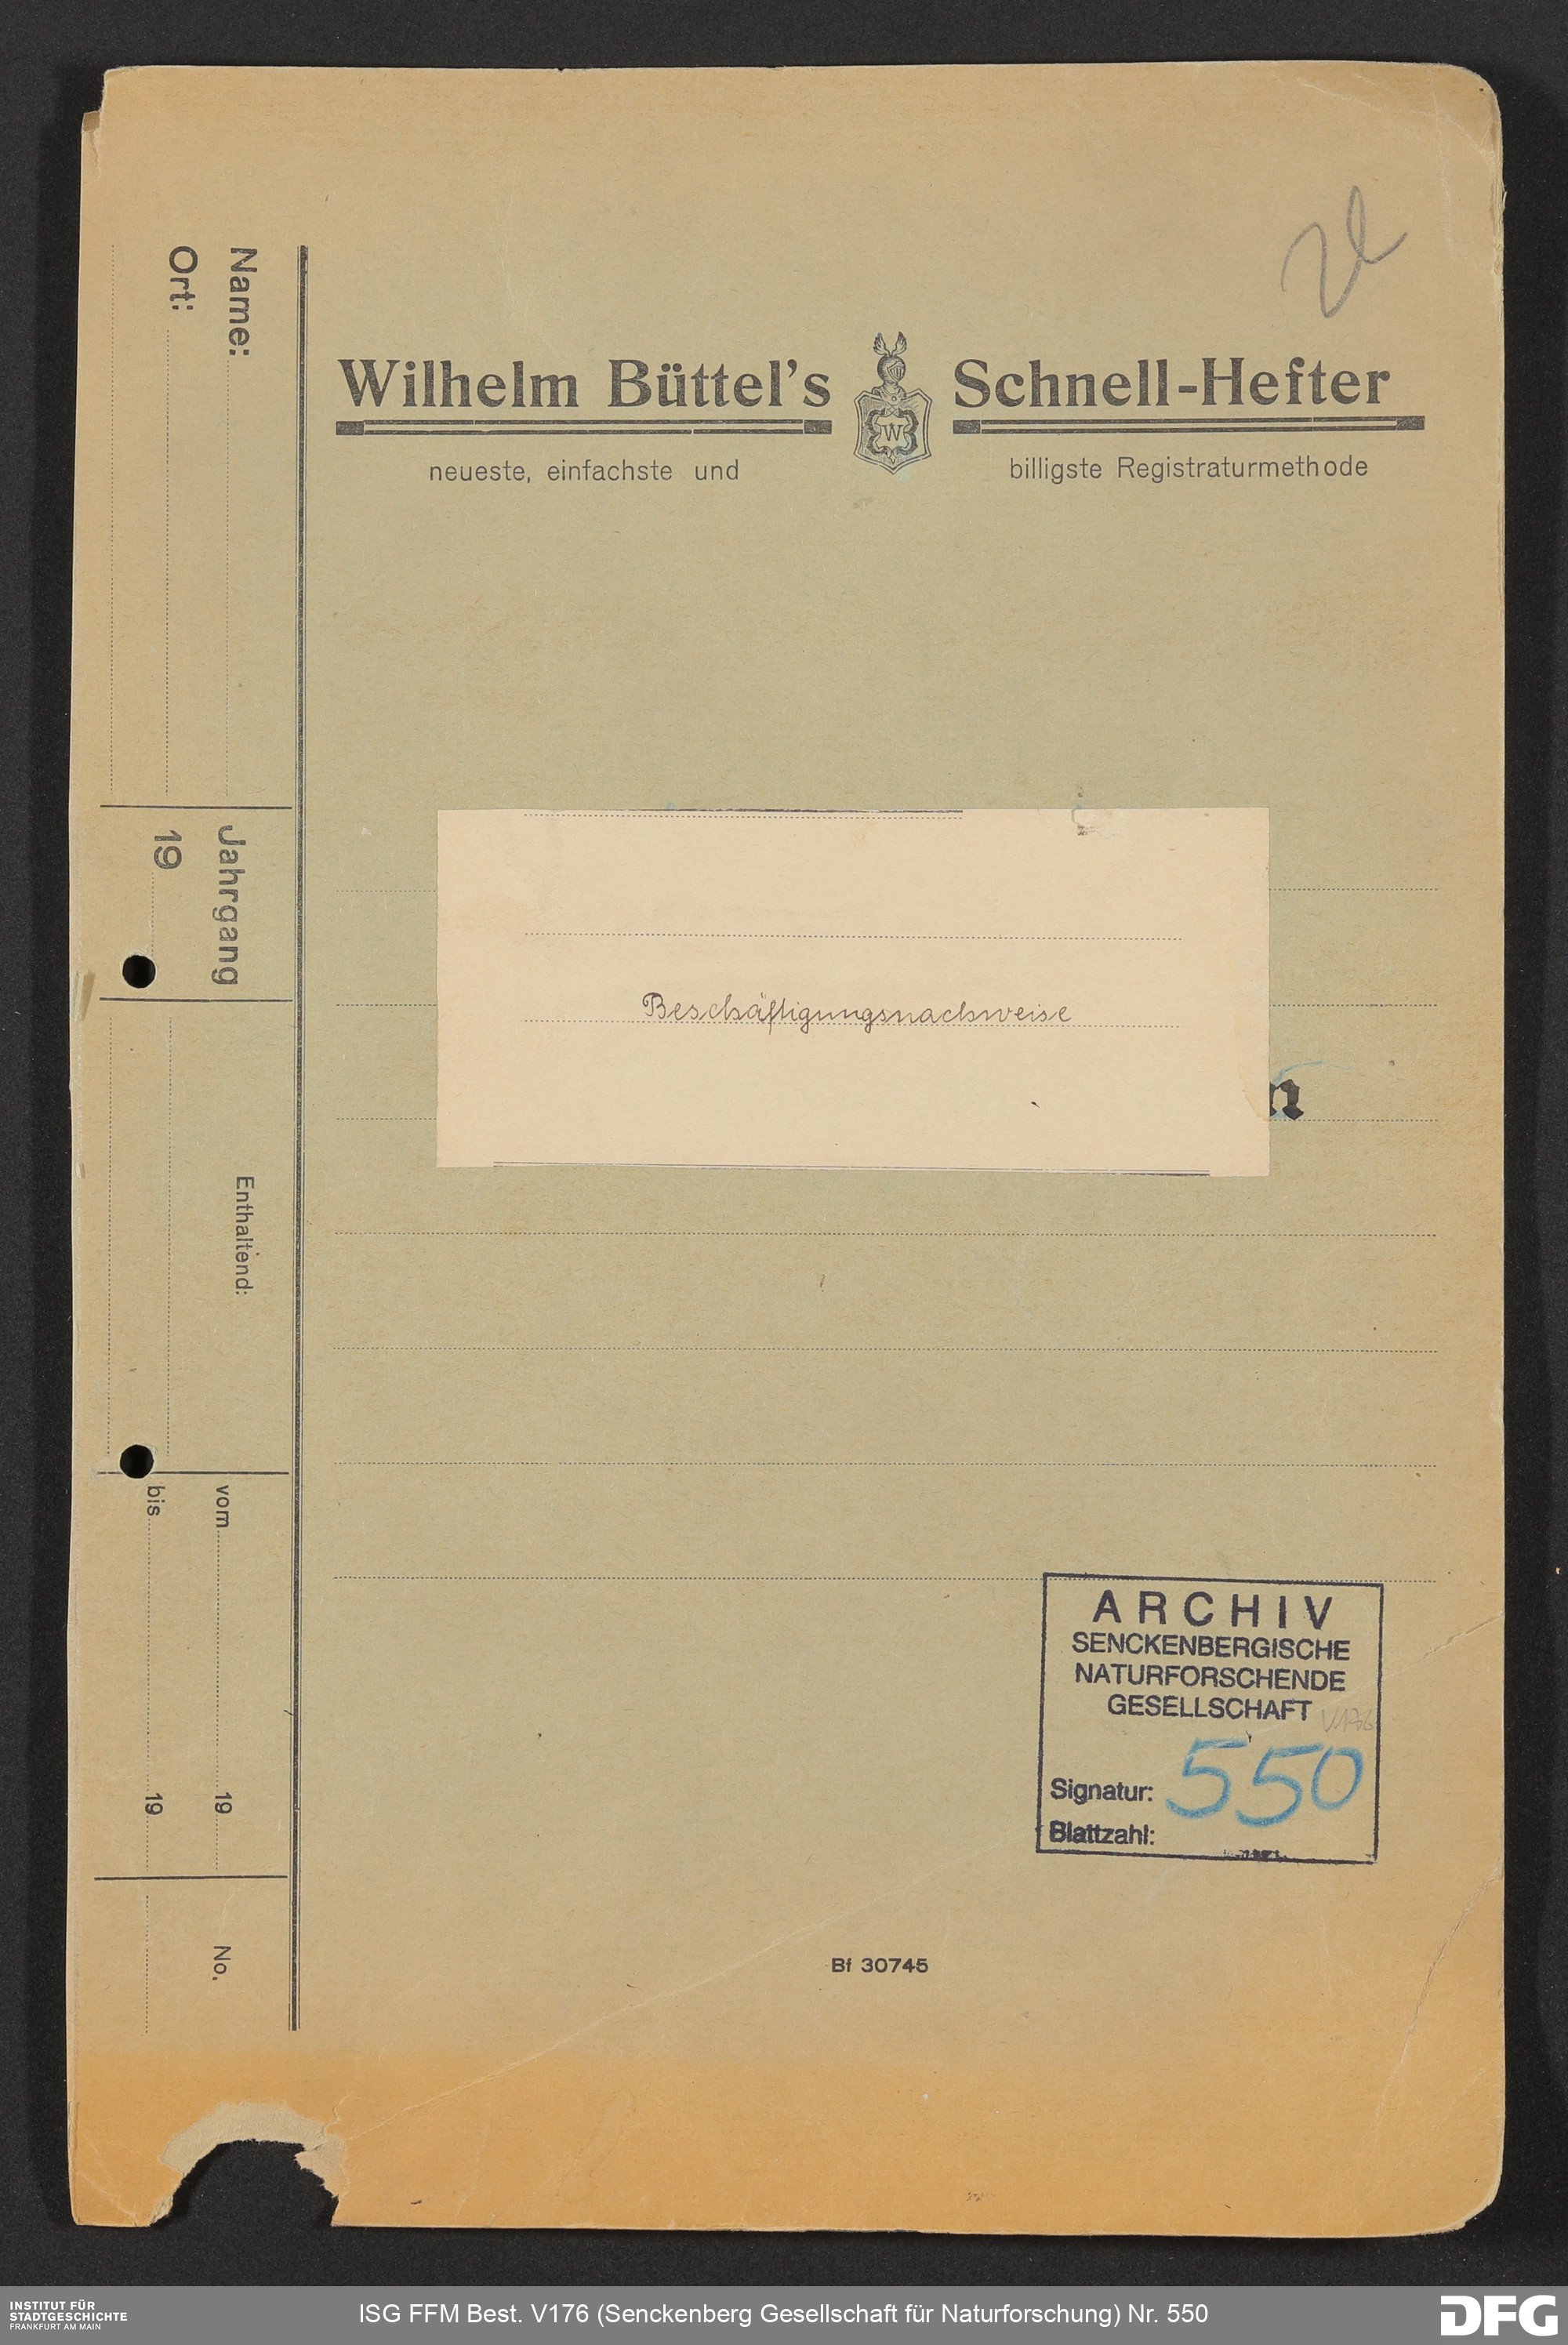 Name:
Ort:
Jahrgang
19
Enthaltend:
vom 19
bis 19
No.
Wilhelm Büttel's Schnell-Hefter
W
neueste, einfachste und billigste Registraturmethode
Beschäftigungsnachweise
n
ARCHIV
SENCKENBERGISCHE
NATURFORSCHENDE
GESELLSCHAFT
V176
Signatur: 550
Blattzahl:
Bf 30745
INSTITUT FÜR
STADTGESCHICHTE
FRANKFURT AM MAIN
ISG FFM Best. V176 (Senckenberg Gesellschaft für Naturforschung) Nr. 550
DFG